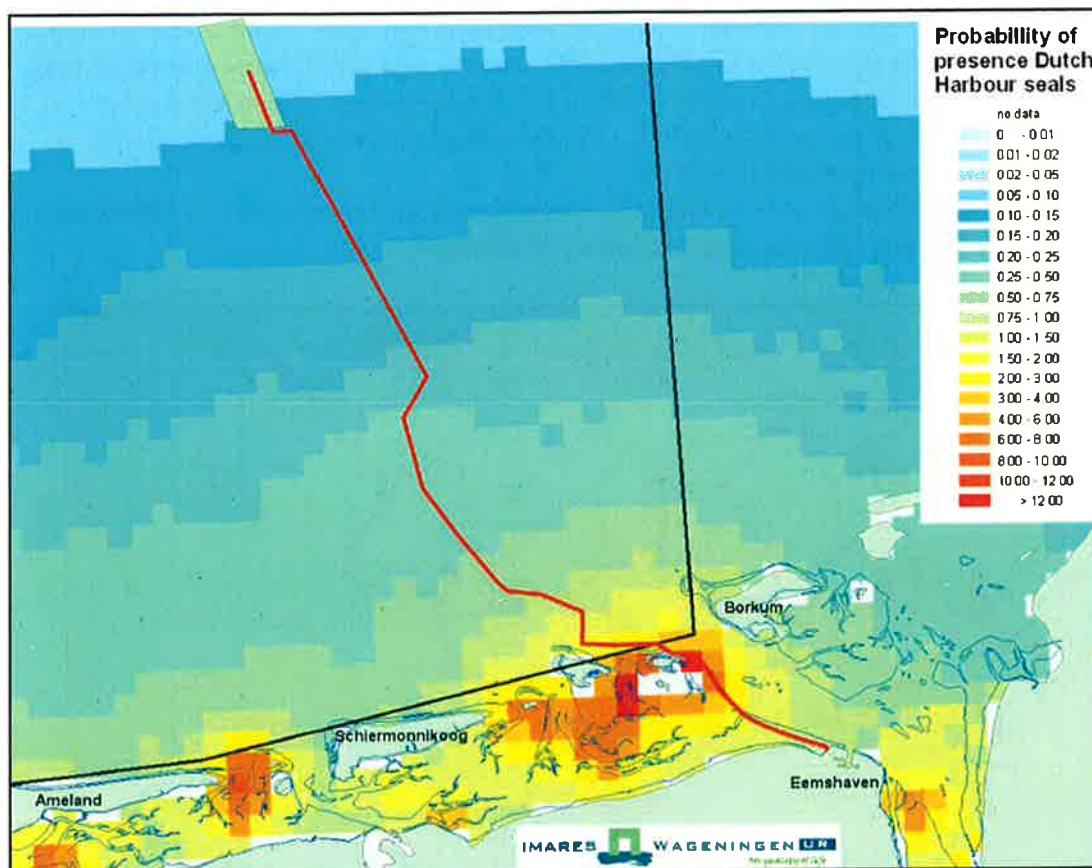 Probabillity of
presence Dutch
Harbour seals
no data
0 - 0.01
0.01 - 0.02
0.02 - 0.05
0.05 - 0.10
0.10 - 0.15
0.15 - 0.20
0.20 - 0.25
0.25 - 0.50
0.50 - 0.75
0.75 - 1.00
1.00 - 1.50
1.50 - 2.00
2.00 - 3.00
3.00 - 4.00
4.00 - 6.00
6.00 - 8.00
8.00 - 10.00
10.00 - 12.00
> 12.00
Borkum
Schiermonnikoog
Eemshaven
Ameland
IMARES WAGENINGEN UR